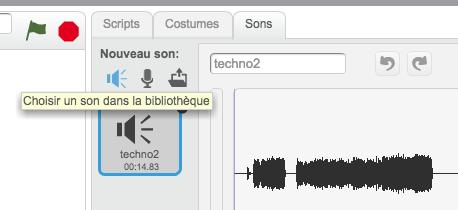 Scripts Costumes Sons
Nouveau son:
techno2
Choisir un son dans la bibliothèque
techno2
00:14.83